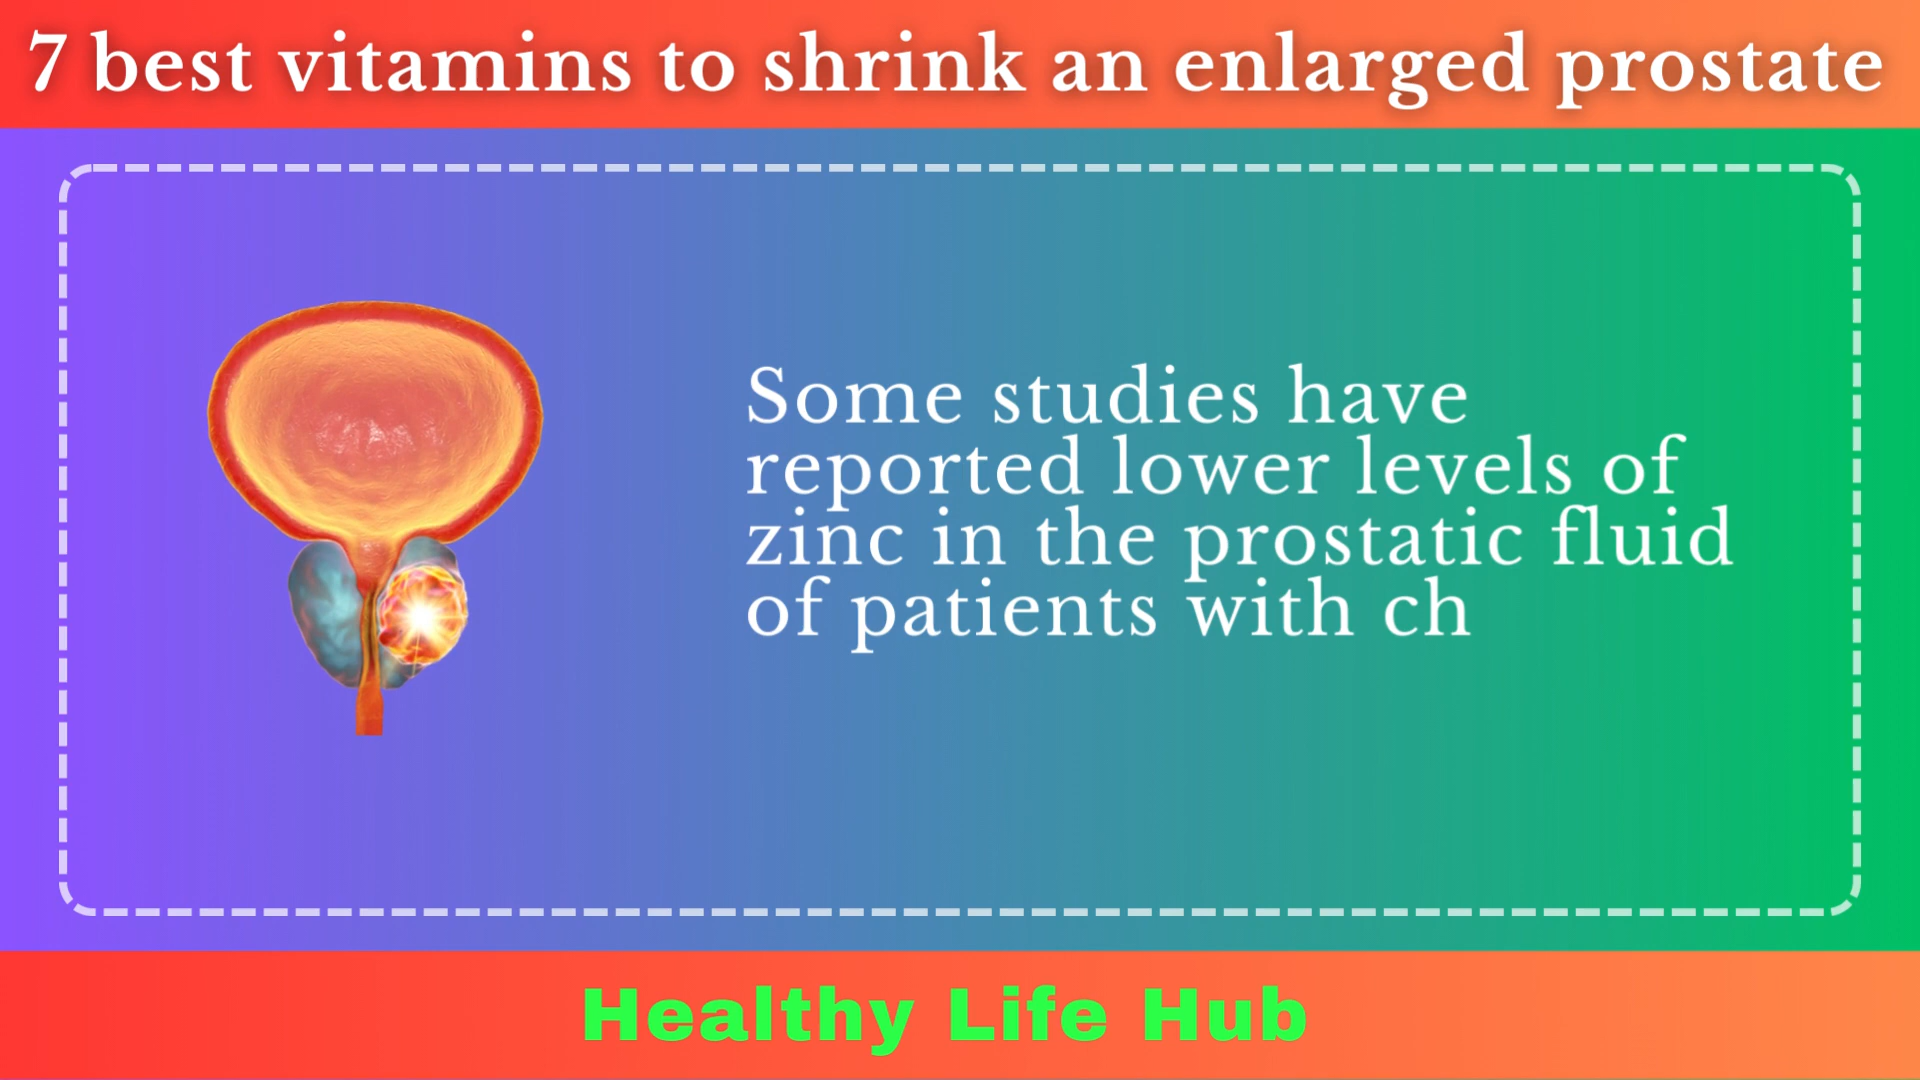 7 best vitamins to shrink an enlarged prostate
Some studies have
reported lower levels of
zinc in the prostatic fluid
of patients with ch
Healthy Life Hub